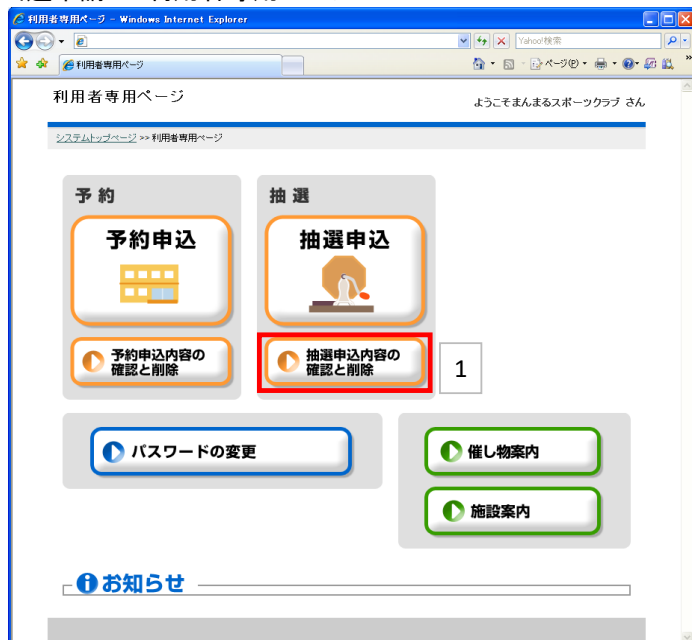 利用者専用ページ - Windows Internet Explorer
Yahoo!検索
利用者専用ページ
ページ(P)
利用者専用ページ
ようこそまんまるスポーツクラブ さん
システムトップページ >> 利用者専用ページ
予約
抽選
予約申込
抽選申込
予約申込内容の
確認と削除
抽選申込内容の
確認と削除
1
パスワードの変更
催し物案内
施設案内
お知らせ